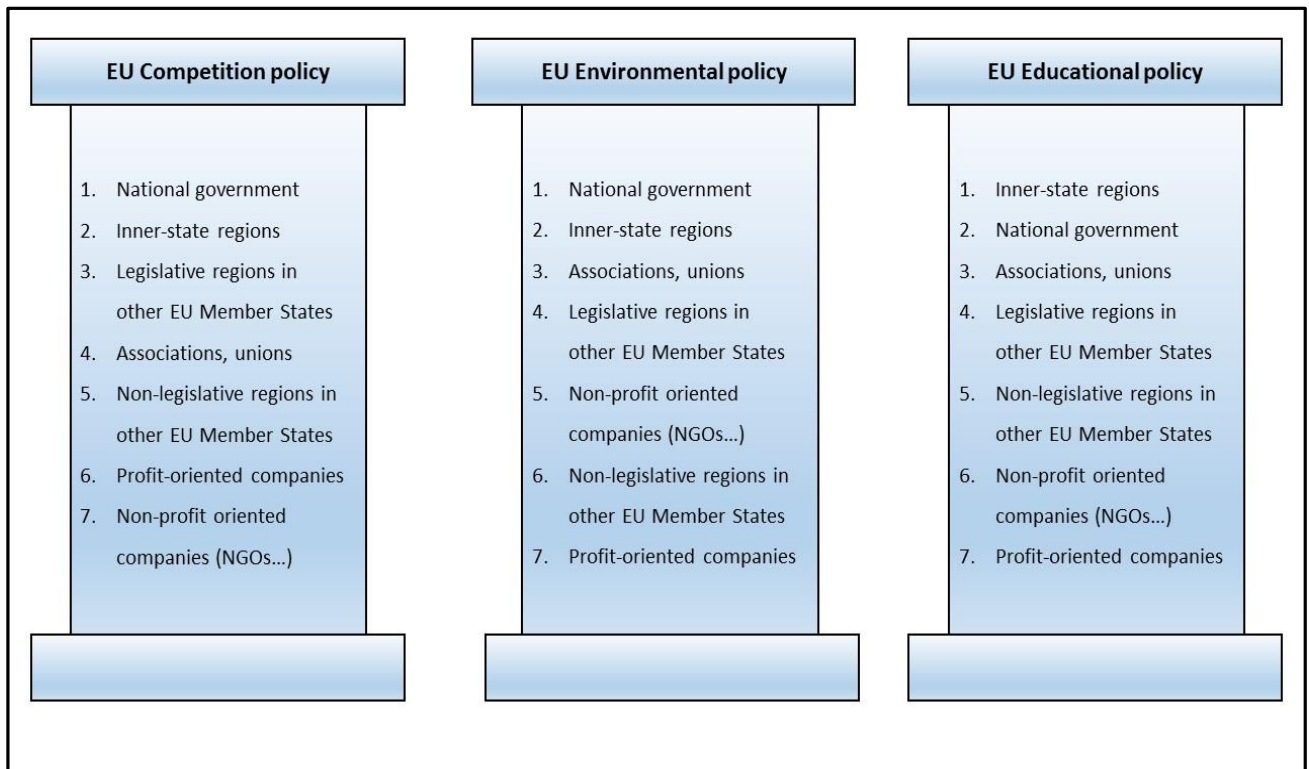 EU Competition policy
1. National government
2. Inner-state regions
3. Legislative regions in
other EU Member States
4. Associations, unions
5. Non-legislative regions in
other EU Member States
6. Profit-oriented companies
7. Non-profit oriented
companies (NGOs...)
EU Environmental policy
1. National government
2. Inner-state regions
3. Associations, unions
4. Legislative regions in
other EU Member States
5. Non-profit oriented
companies (NGOs...)
6. Non-legislative regions in
other EU Member States
7. Profit-oriented companies
EU Educational policy
1. Inner-state regions
2. National government
3. Associations, unions
4. Legislative regions in
other EU Member States
5. Non-legislative regions in
other EU Member States
6. Non-profit oriented
companies (NGOs...)
7. Profit-oriented companies